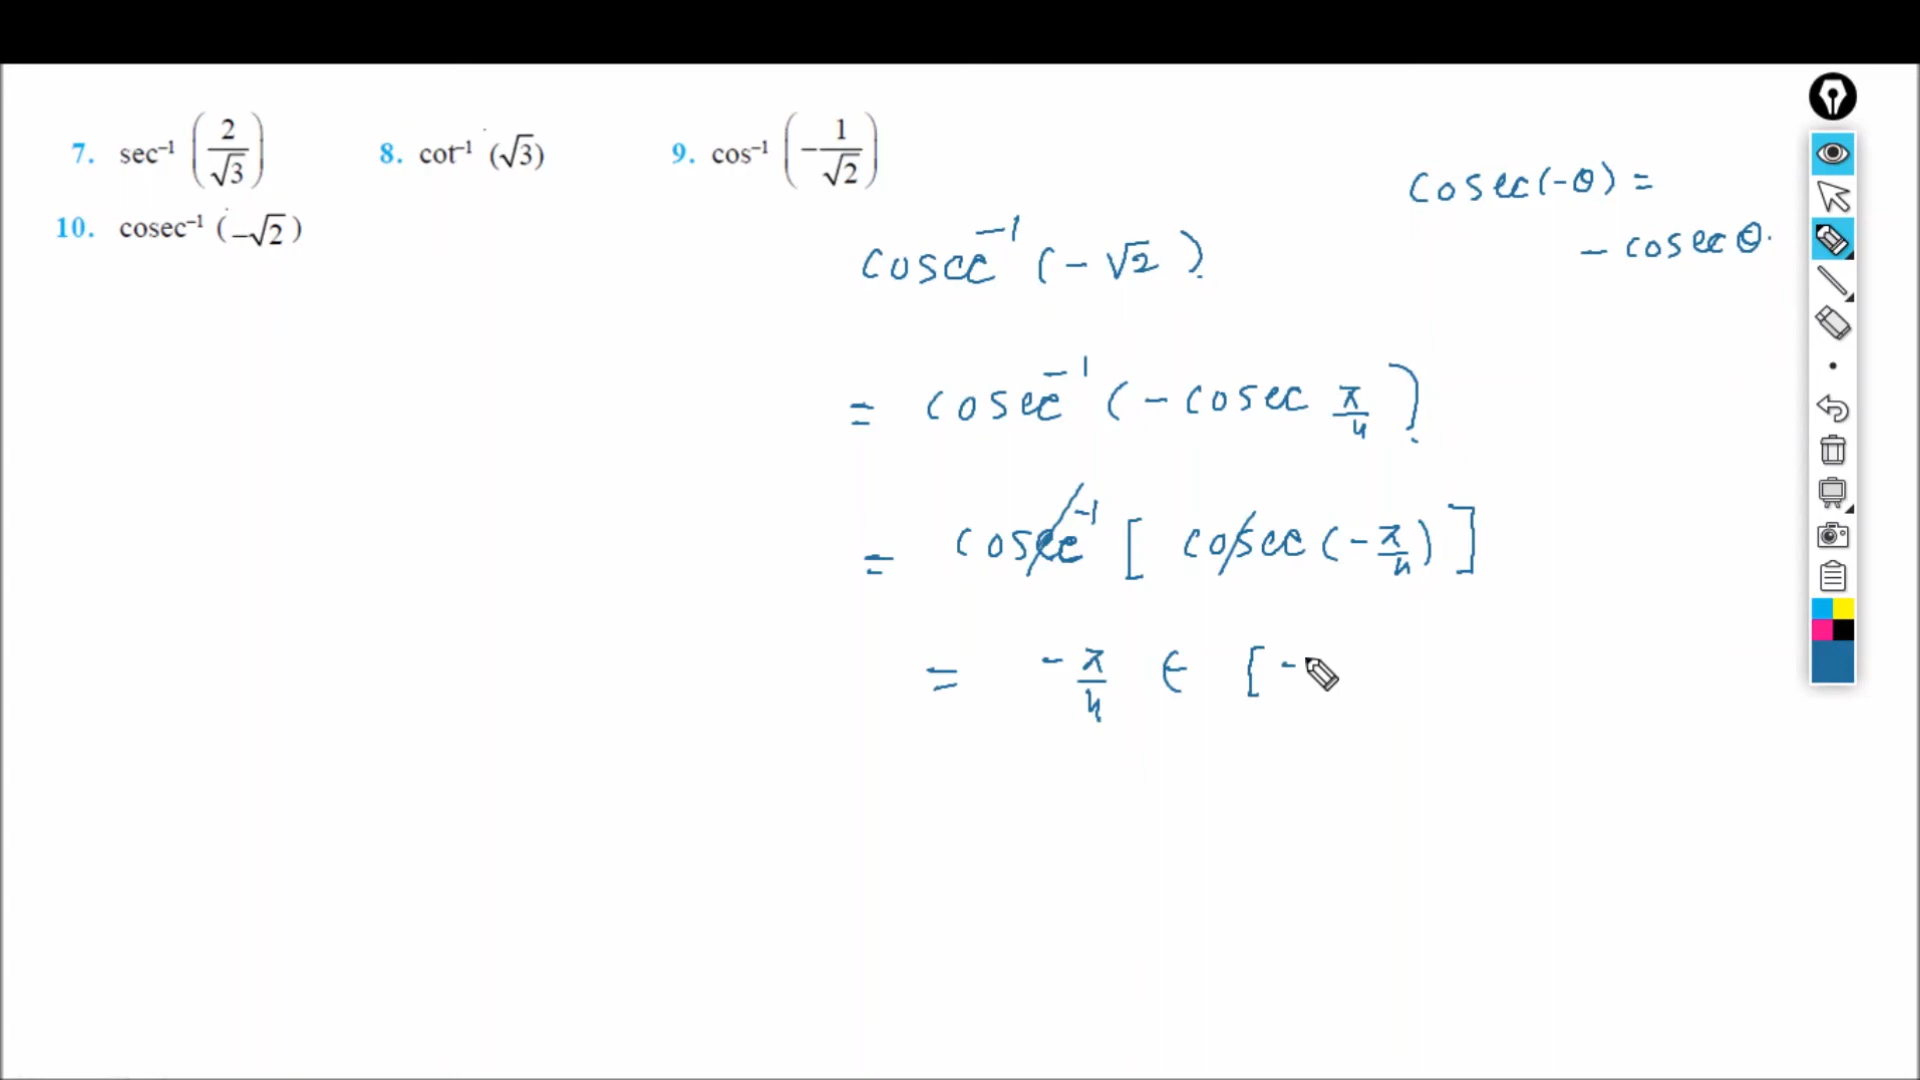 7. sec⁻¹ (2/√3) 8. cot⁻¹ (√3) 9. cos⁻¹ (−1/√2)
10. cosec⁻¹ (−√2)
cosec(-θ) =
- cosec θ.
cosec⁻¹ (-√2)
= cosec⁻¹ (- cosec π/4)
= cosec⁻¹ [ cosec (-π/4) ]
= -π/4 ∈ [ -